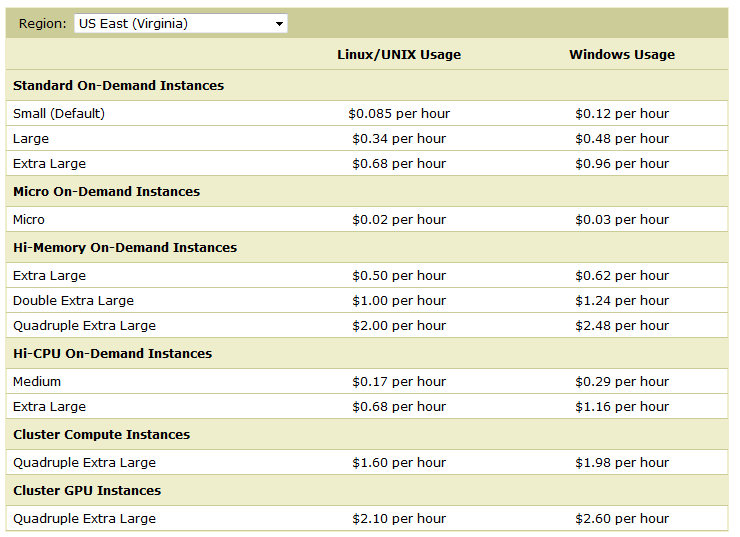 Region: US East (Virginia)
Linux/UNIX Usage Windows Usage
Standard On-Demand Instances
Small (Default) $0.085 per hour $0.12 per hour
Large $0.34 per hour $0.48 per hour
Extra Large $0.68 per hour $0.96 per hour
Micro On-Demand Instances
Micro $0.02 per hour $0.03 per hour
Hi-Memory On-Demand Instances
Extra Large $0.50 per hour $0.62 per hour
Double Extra Large $1.00 per hour $1.24 per hour
Quadruple Extra Large $2.00 per hour $2.48 per hour
Hi-CPU On-Demand Instances
Medium $0.17 per hour $0.29 per hour
Extra Large $0.68 per hour $1.16 per hour
Cluster Compute Instances
Quadruple Extra Large $1.60 per hour $1.98 per hour
Cluster GPU Instances
Quadruple Extra Large $2.10 per hour $2.60 per hour